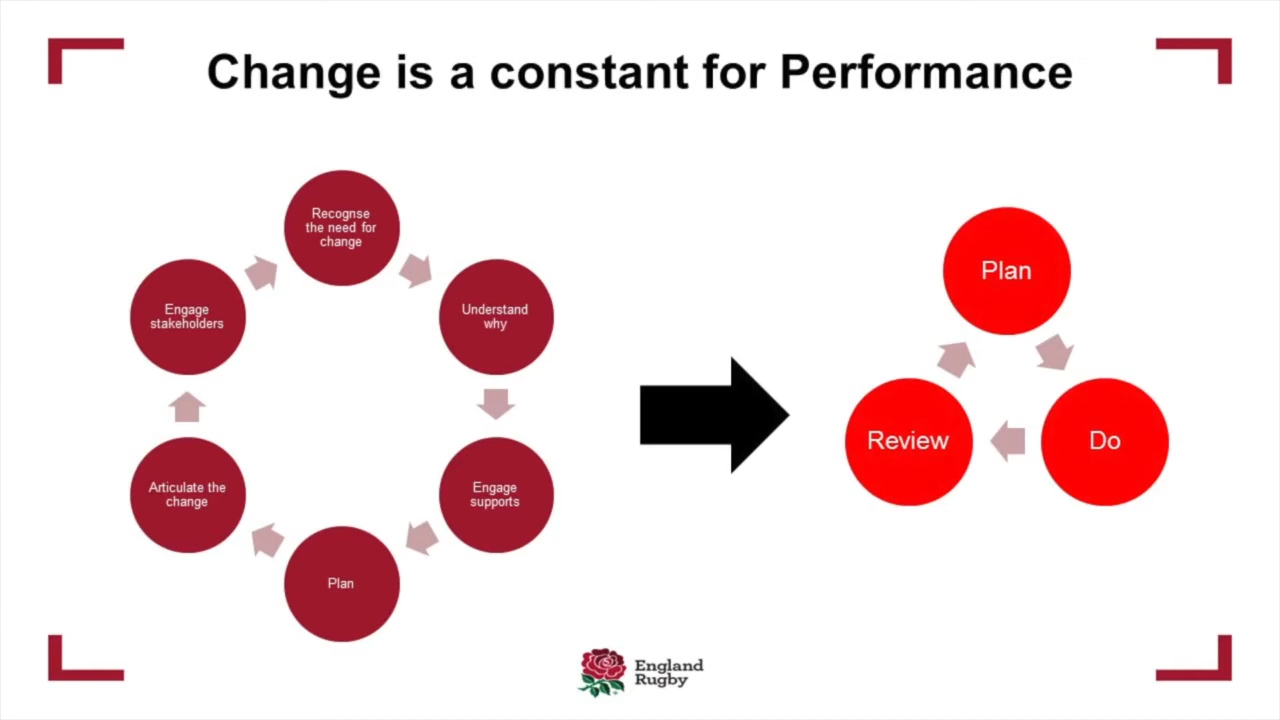 Change is a constant for Performance
Recognse
the need for
change
Understand
why
Engage
supports
Plan
Articulate the
change
Engage
stakeholders
Plan
Do
Review
England
Rugby